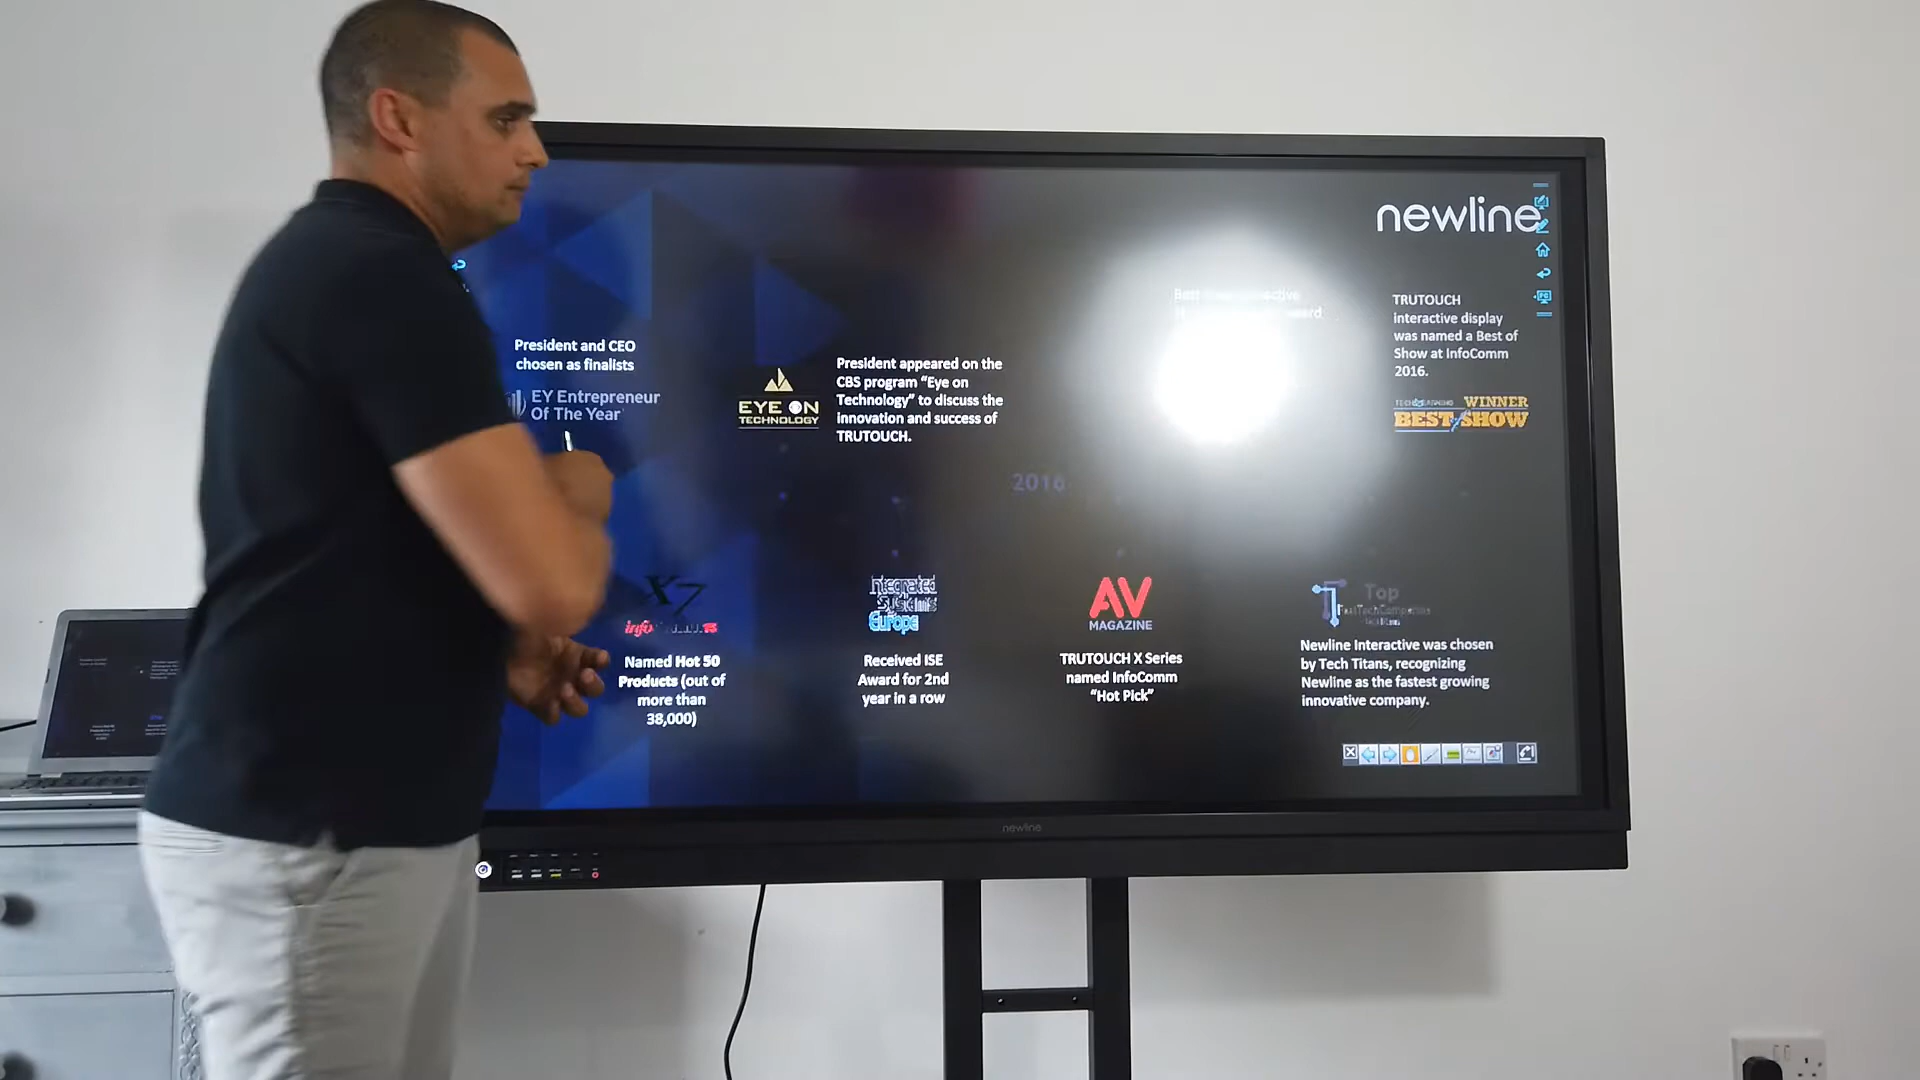 newline
President and CEO
chosen as finalists
EY Entrepreneur
Of The Year
EYE ON
TECHNOLOGY
President appeared on the
CBS program “Eye on
Technology” to discuss the
innovation and success of
TRUTOUCH.
Best
TRUTOUCH
interactive display
was named a Best of
Show at InfoComm
2016.
WINNER
BEST of SHOW
2016
X7
Named Hot 50
Products (out of
more than
38,000)
Integrated
Systems
Europe
Received ISE
Award for 2nd
year in a row
AV
MAGAZINE
TRUTOUCH X Series
named InfoComm
“Hot Pick”
Top
Newline Interactive was chosen
by Tech Titans, recognizing
Newline as the fastest growing
innovative company.
newline